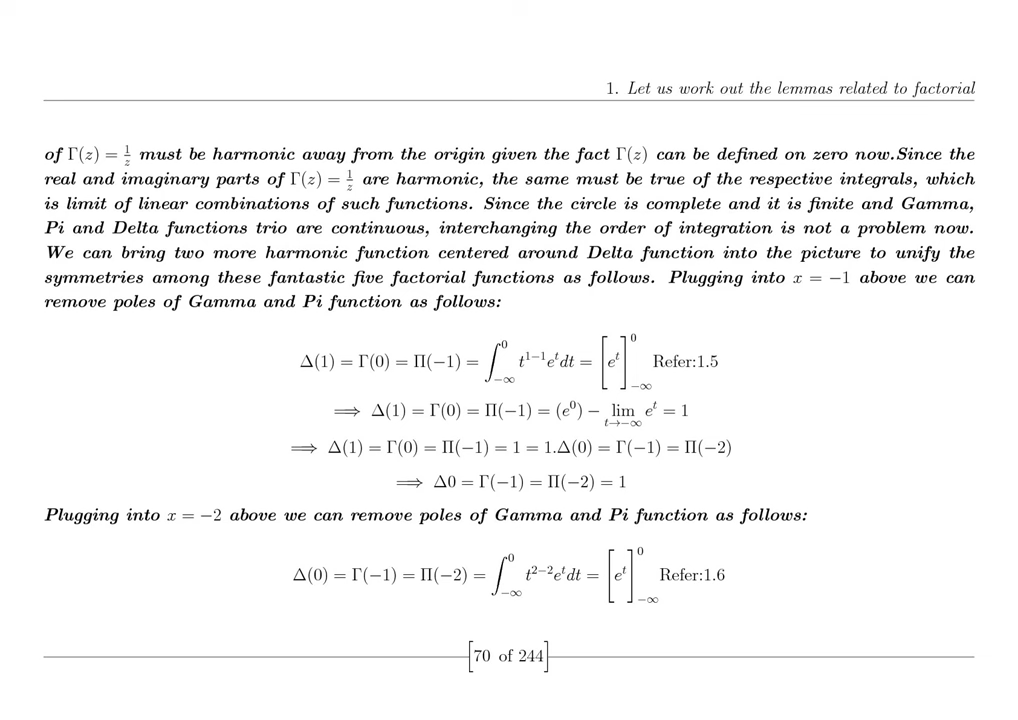 1. Let us work out the lemmas related to factorial
of Γ(z) = 1/z must be harmonic away from the origin given the fact Γ(z) can be defined on zero now.Since the
real and imaginary parts of Γ(z) = 1/z are harmonic, the same must be true of the respective integrals, which
is limit of linear combinations of such functions. Since the circle is complete and it is finite and Gamma,
Pi and Delta functions trio are continuous, interchanging the order of integration is not a problem now.
We can bring two more harmonic function centered around Delta function into the picture to unify the
symmetries among these fantastic five factorial functions as follows. Plugging into x = −1 above we can
remove poles of Gamma and Pi function as follows:
Δ(1) = Γ(0) = Π(−1) = ∫_{−∞}^{0} t^{1−1}e^t dt = [e^t]_{−∞}^{0} Refer:1.5
⟹ Δ(1) = Γ(0) = Π(−1) = (e^0) − lim_{t→−∞} e^t = 1
⟹ Δ(1) = Γ(0) = Π(−1) = 1 = 1.Δ(0) = Γ(−1) = Π(−2)
⟹ Δ0 = Γ(−1) = Π(−2) = 1
Plugging into x = −2 above we can remove poles of Gamma and Pi function as follows:
Δ(0) = Γ(−1) = Π(−2) = ∫_{−∞}^{0} t^{2−2}e^t dt = [e^t]_{−∞}^{0} Refer:1.6
[70 of 244]